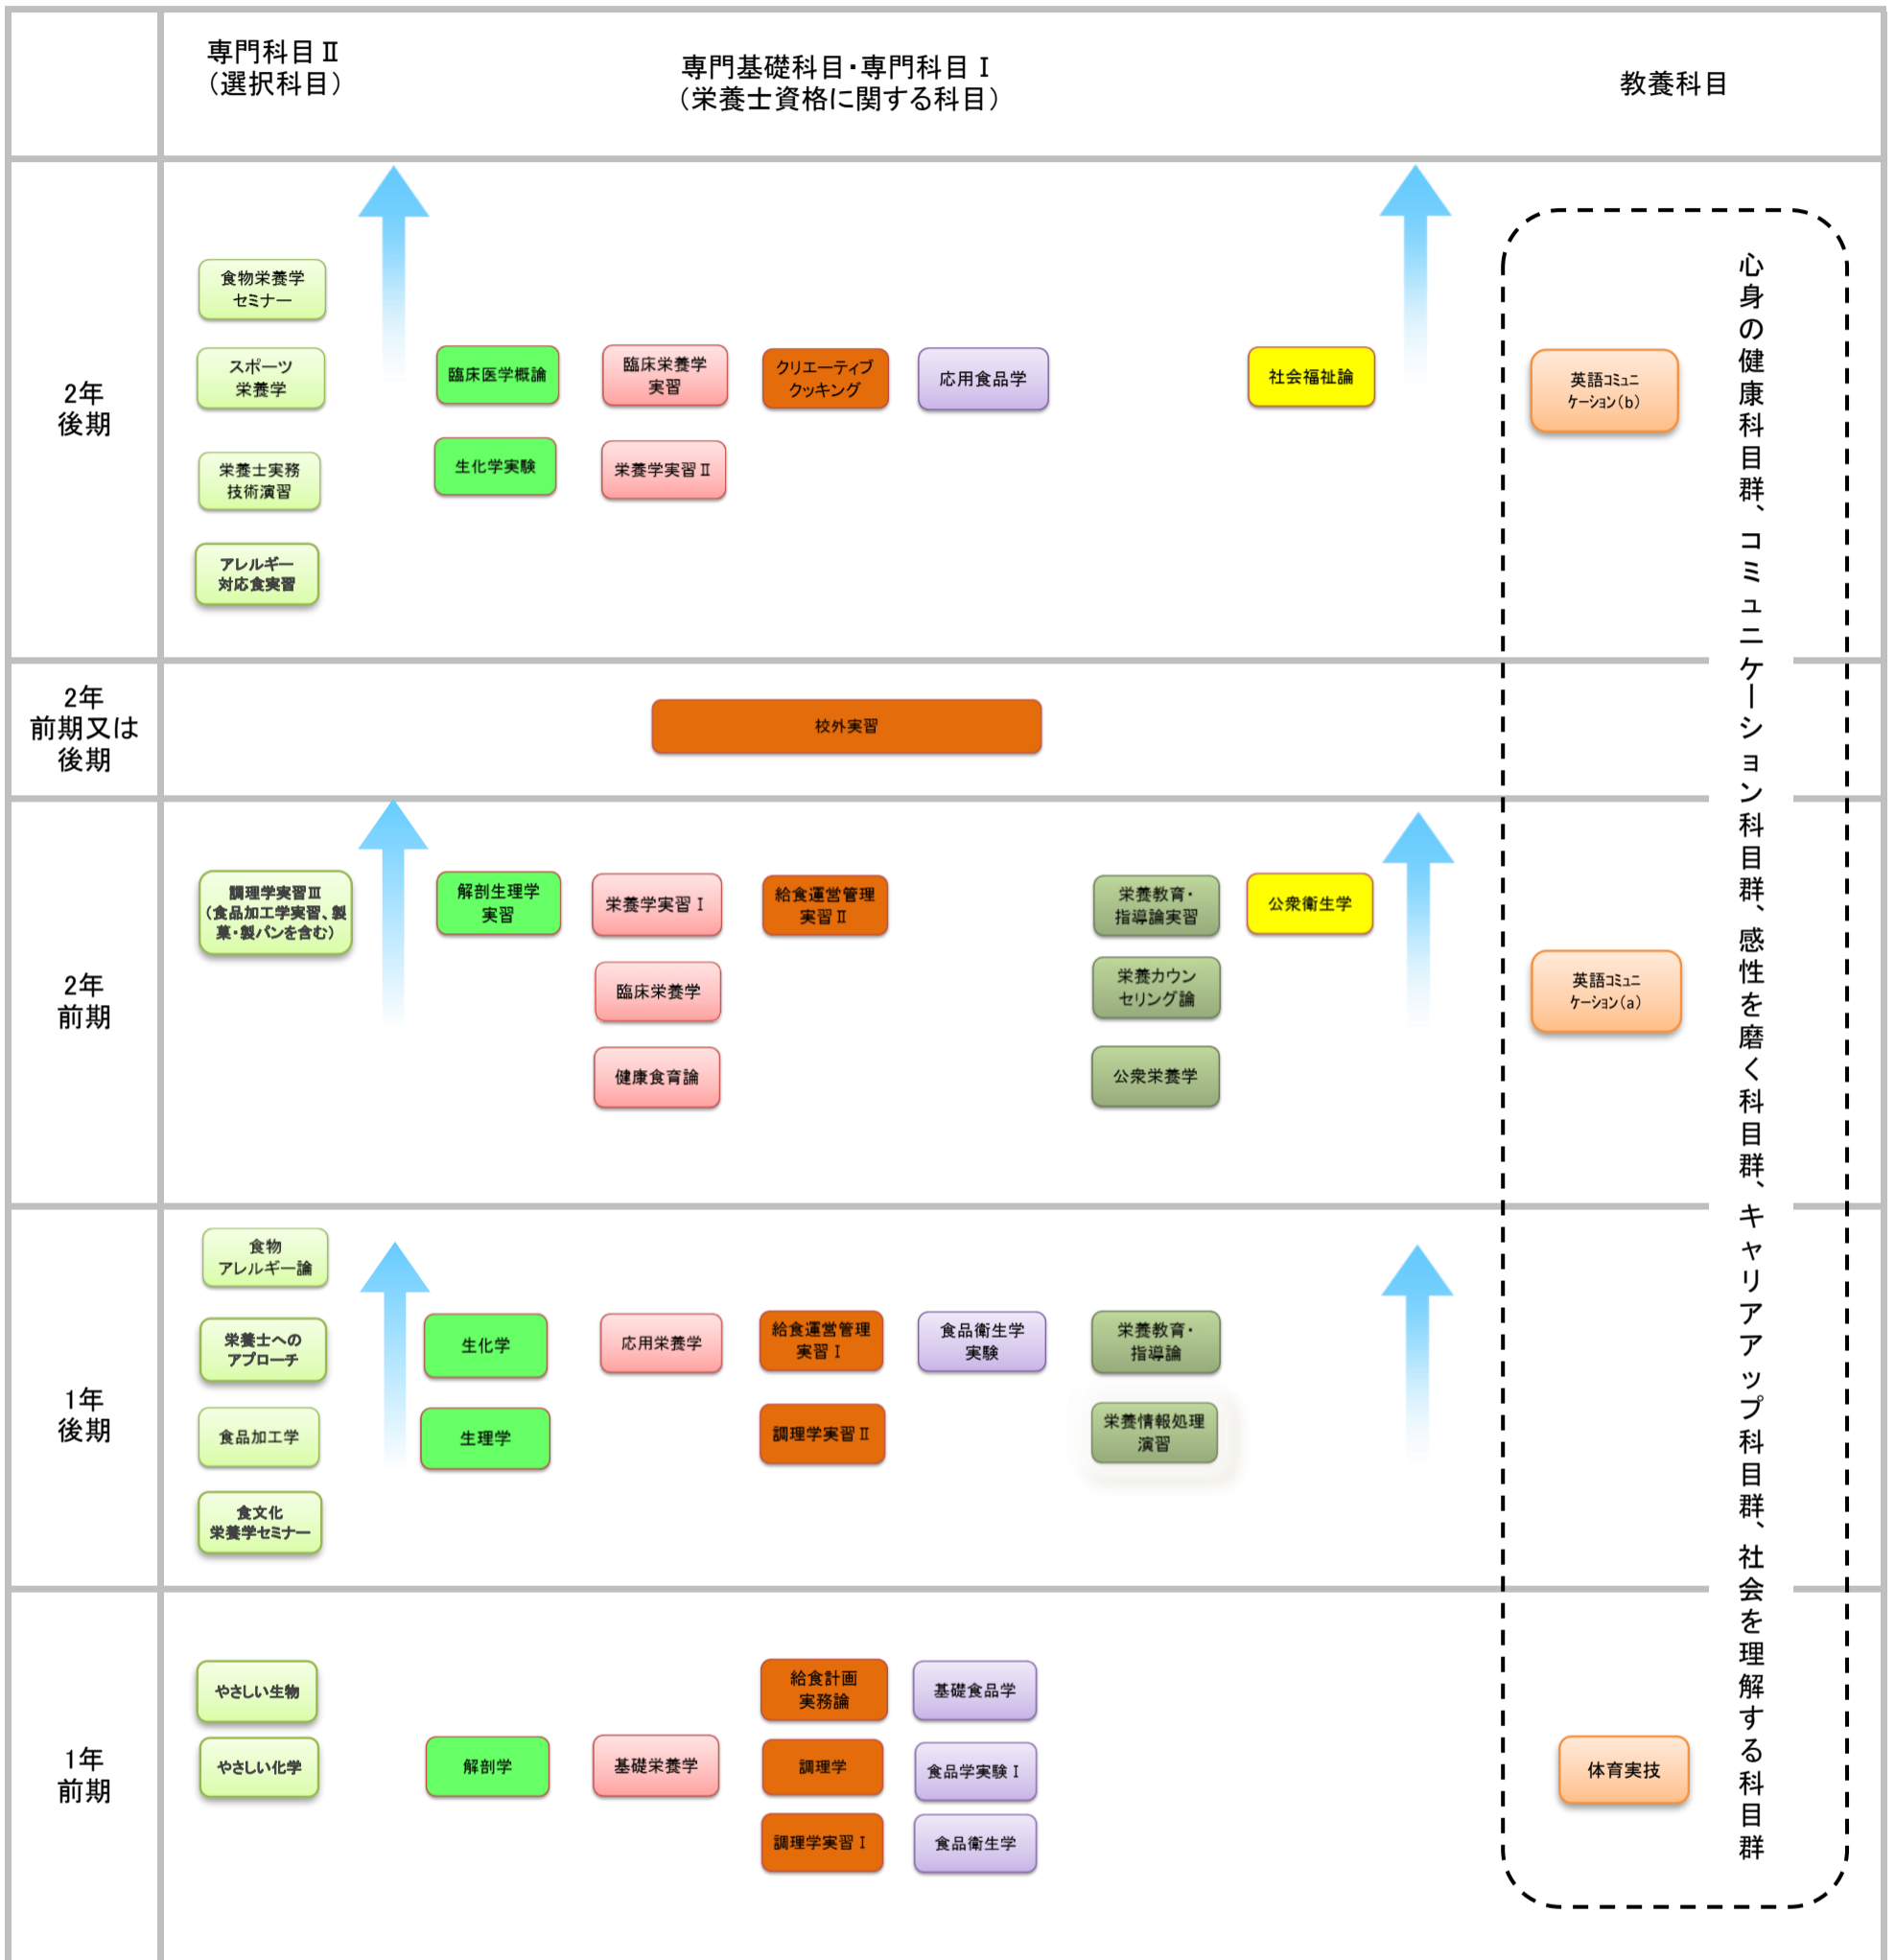 専門科目Ⅱ
（選択科目）
専門基礎科目・専門科目Ⅰ
（栄養士資格に関する科目）
教養科目
2年
後期
食物栄養学
セミナー
スポーツ
栄養学
栄養士実務
技術演習
アレルギー
対応食実習
臨床医学概論
生化学実験
臨床栄養学
実習
栄養学実習Ⅱ
クリエーティブ
クッキング
応用食品学
社会福祉論
英語ｺﾐｭﾆ
ｹｰｼｮﾝ(b)
心身の健康科目群、コミュニケーション科目群、感性を磨く科目群、キャリアアップ科目群、社会を理解する科目群
2年
前期又は
後期
校外実習
2年
前期
調理学実習Ⅲ
（食品加工学実習、製
菓・製パンを含む）
解剖生理学
実習
栄養学実習Ⅰ
臨床栄養学
健康食育論
給食運営管理
実習Ⅱ
栄養教育・
指導論実習
栄養カウン
セリング論
公衆栄養学
公衆衛生学
英語ｺﾐｭﾆ
ｹｰｼｮﾝ(a)
1年
後期
食物
アレルギー論
栄養士への
アプローチ
食品加工学
食文化
栄養学セミナー
生化学
生理学
応用栄養学
給食運営管理
実習Ⅰ
調理学実習Ⅱ
食品衛生学
実験
栄養教育・
指導論
栄養情報処理
演習
1年
前期
やさしい生物
やさしい化学
解剖学
基礎栄養学
給食計画
実務論
調理学
調理学実習Ⅰ
基礎食品学
食品学実験Ⅰ
食品衛生学
体育実技